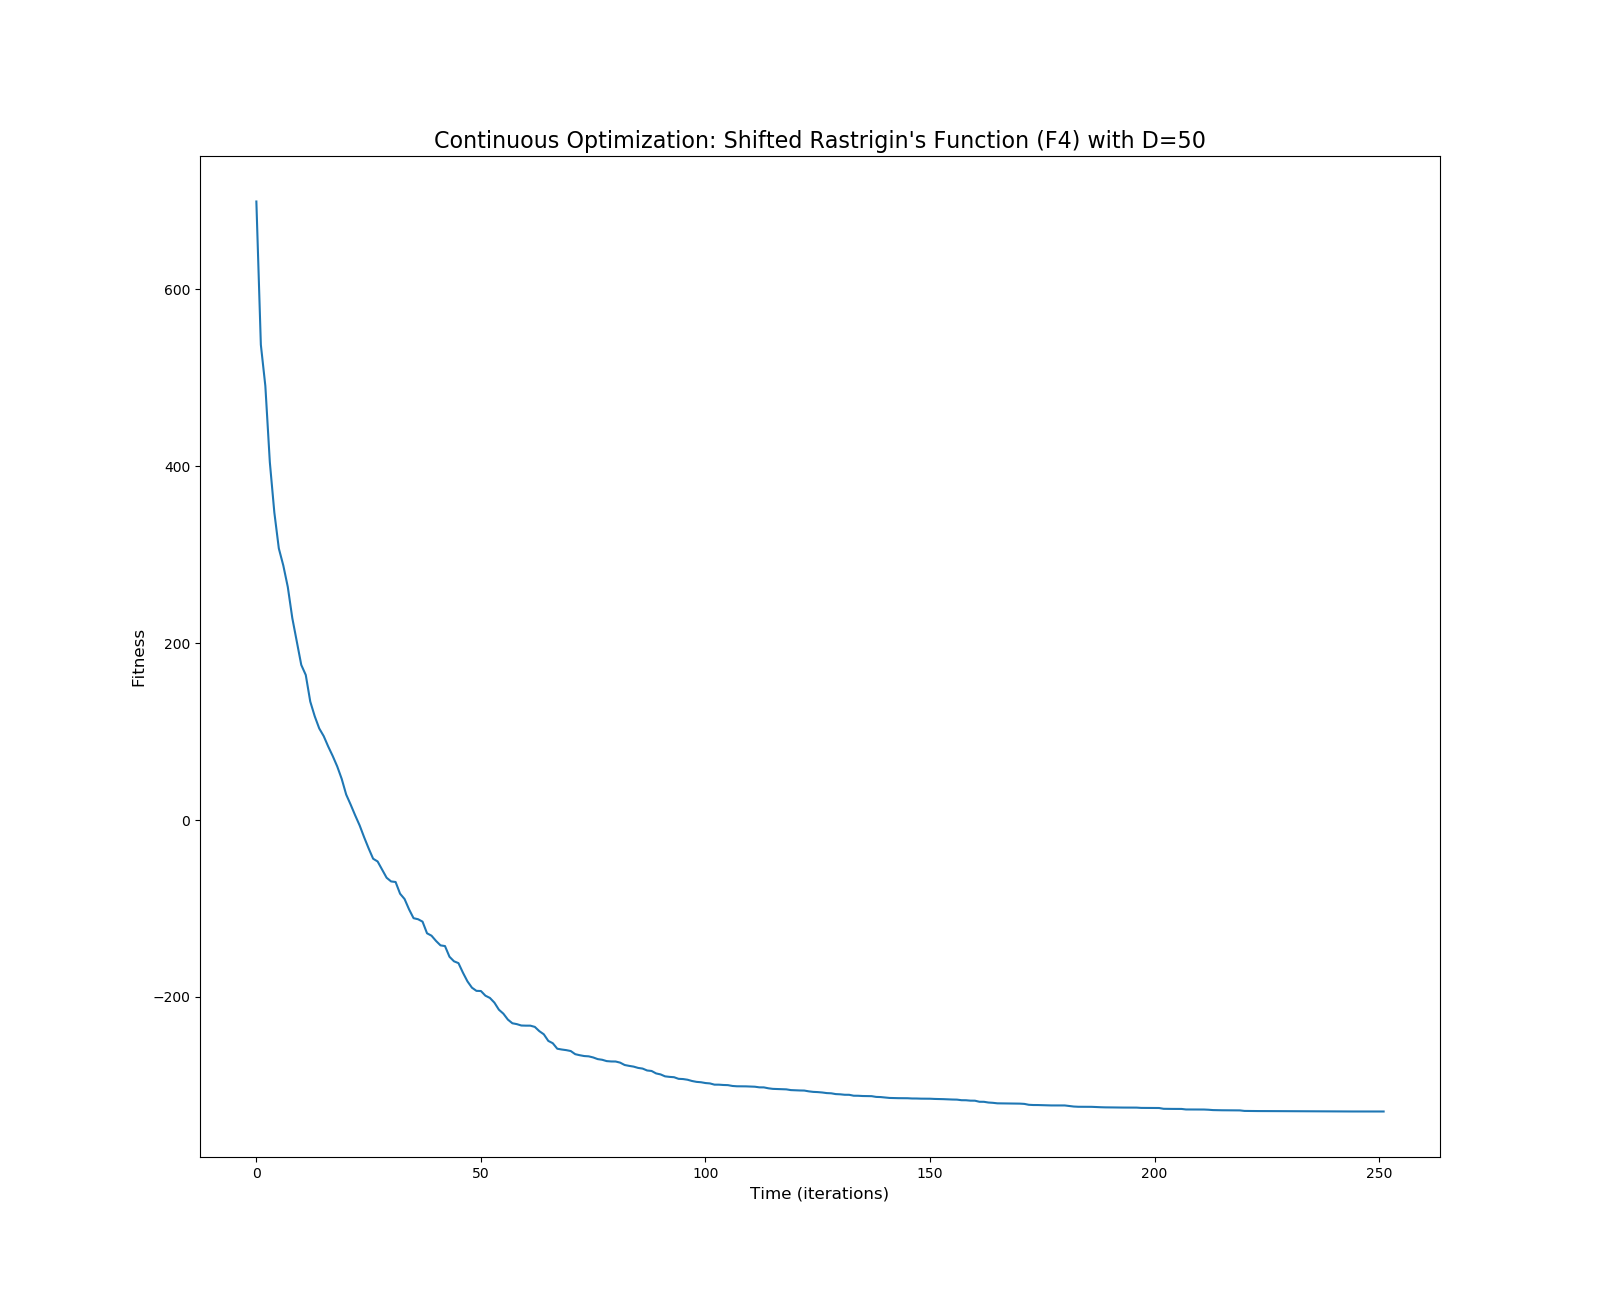 Continuous Optimization: Shifted Rastrigin's Function (F4) with D=50
Fitness
600
400
200
0
−200
0 50 100 150 200 250
Time (iterations)